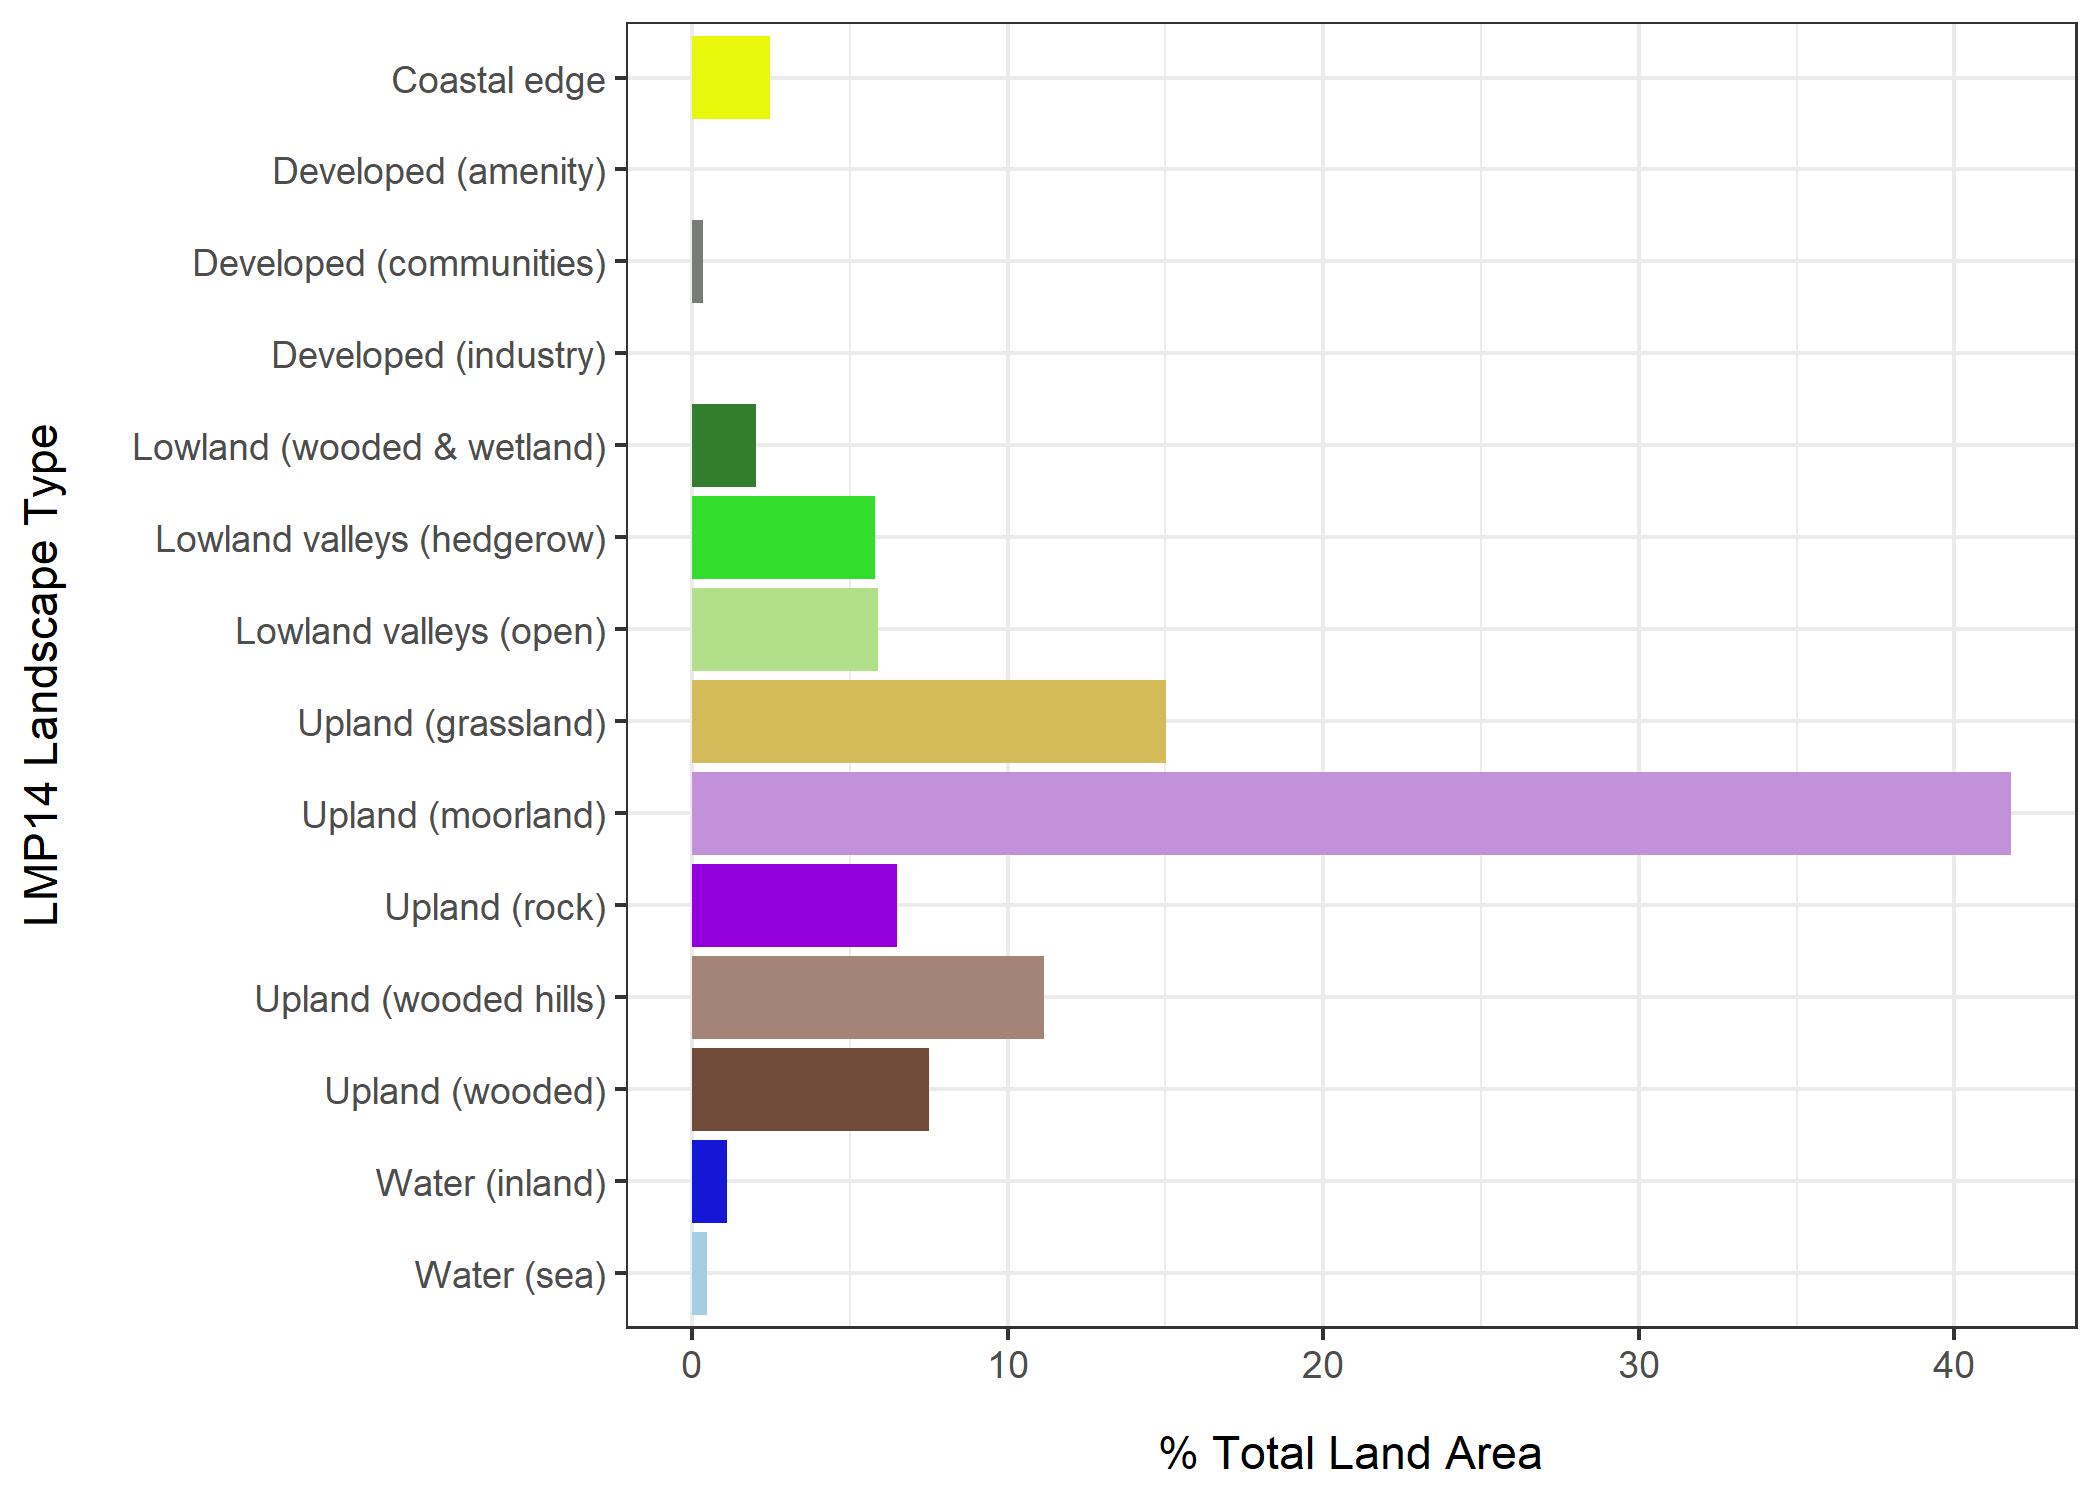 LMP14 Landscape Type
Coastal edge
Developed (amenity)
Developed (communities)
Developed (industry)
Lowland (wooded & wetland)
Lowland valleys (hedgerow)
Lowland valleys (open)
Upland (grassland)
Upland (moorland)
Upland (rock)
Upland (wooded hills)
Upland (wooded)
Water (inland)
Water (sea)
0 10 20 30 40
% Total Land Area